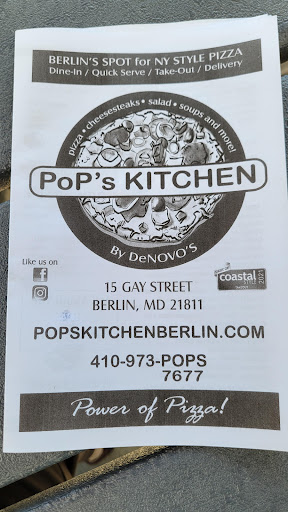 BERLIN'S SPOT for NY STYLE PIZZA
Dine-In / Quick Serve / Take-Out / Delivery
pizza • cheesesteaks • salad • soups and more!
PoP's KITCHEN
By DeNOVO'S
Like us on
coastal
2021
15 GAY STREET
BERLIN, MD 21811
POPSKITCHENBERLIN.COM
410-973-POPS
7677
Power of Pizza!